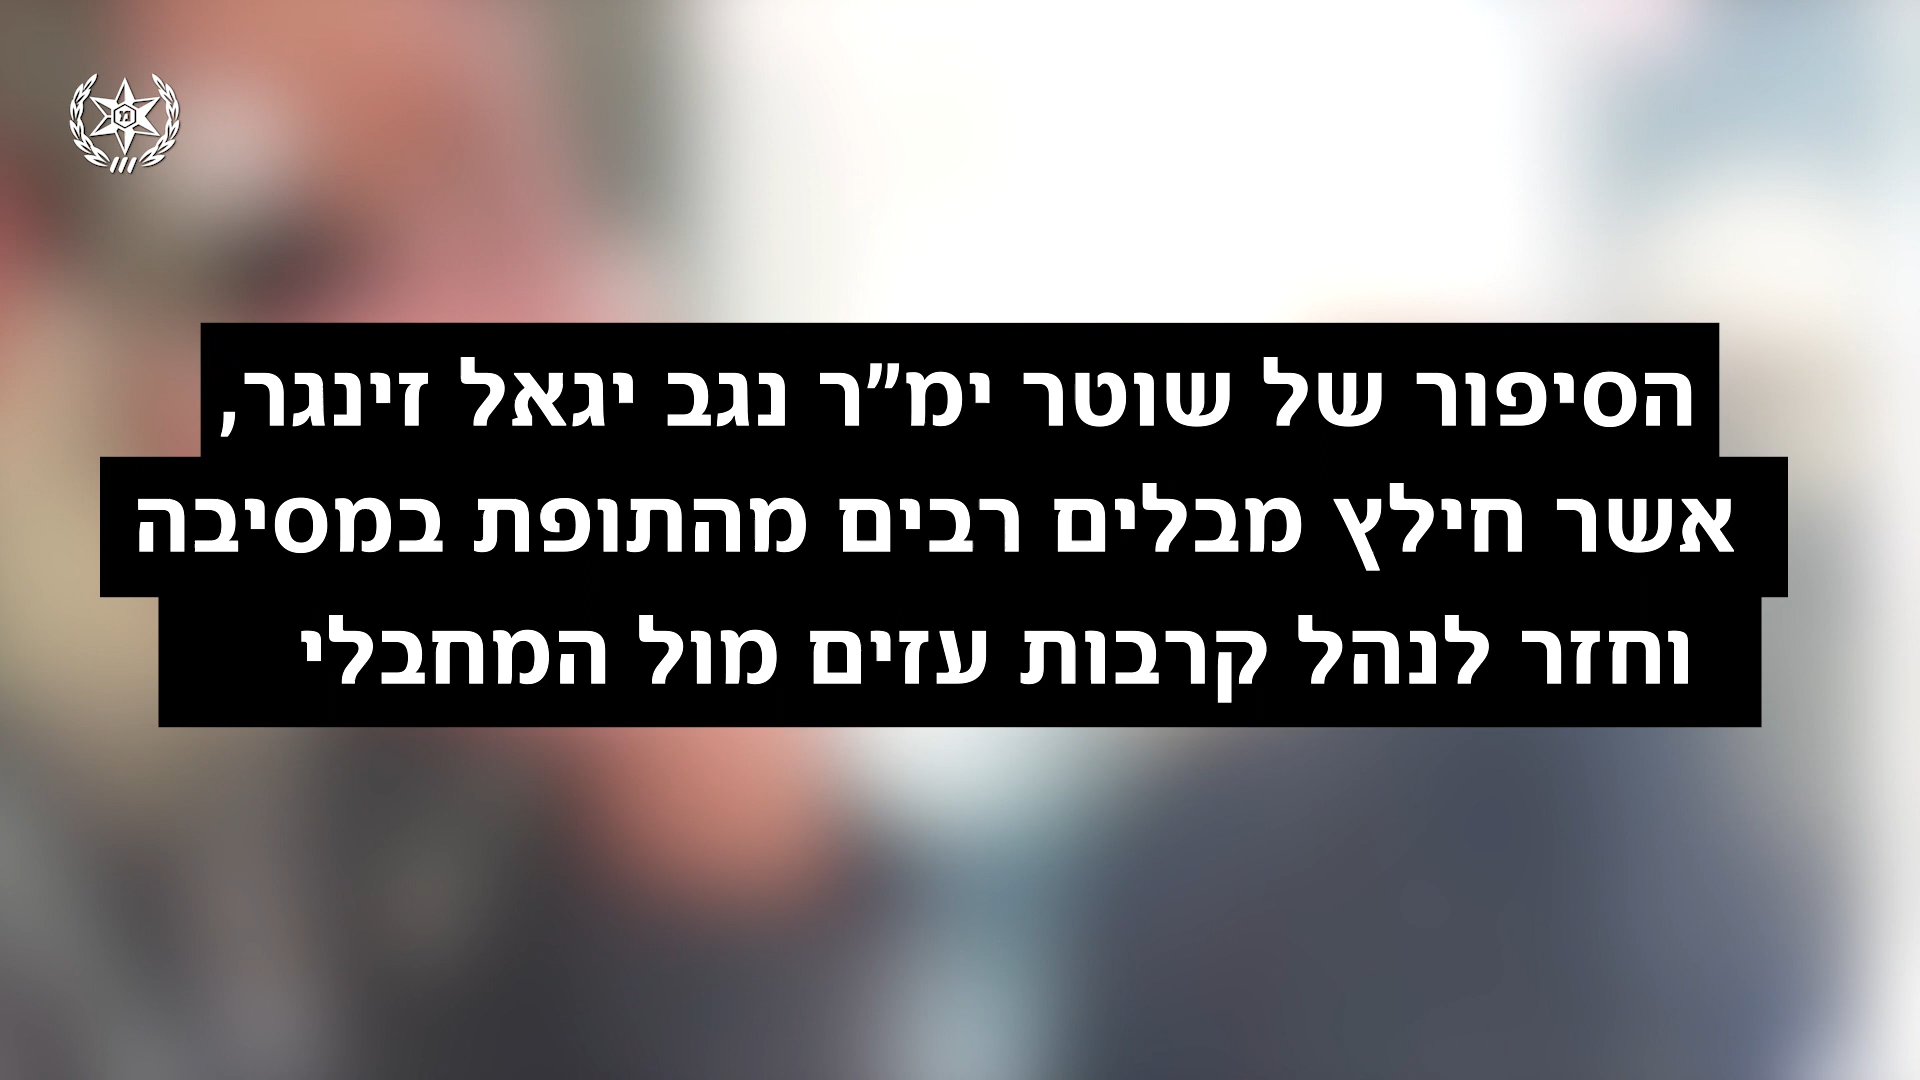 הסיפור של שוטר ימ"ר נגב יגאל זינגר,
אשר חילץ מבלים רבים מהתופת במסיבה
וחזר לנהל קרבות עזים מול המחבלי